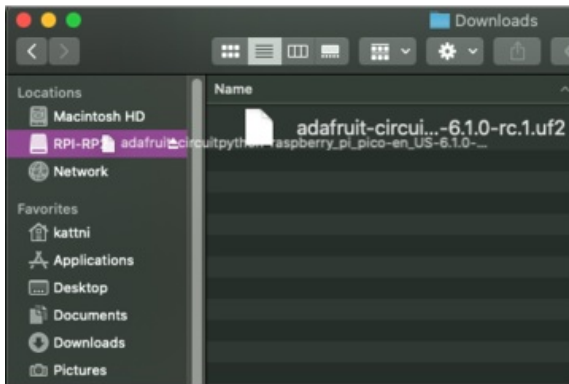 Downloads
Locations
Name
Macintosh HD
adafruit-circui...-6.1.0-rc.1.uf2
RPI-RP
adafruit-circuitpython-raspberry_pi_pico-en_US-6.1.0-...
Network
Favorites
kattni
Applications
Desktop
Documents
Downloads
Pictures